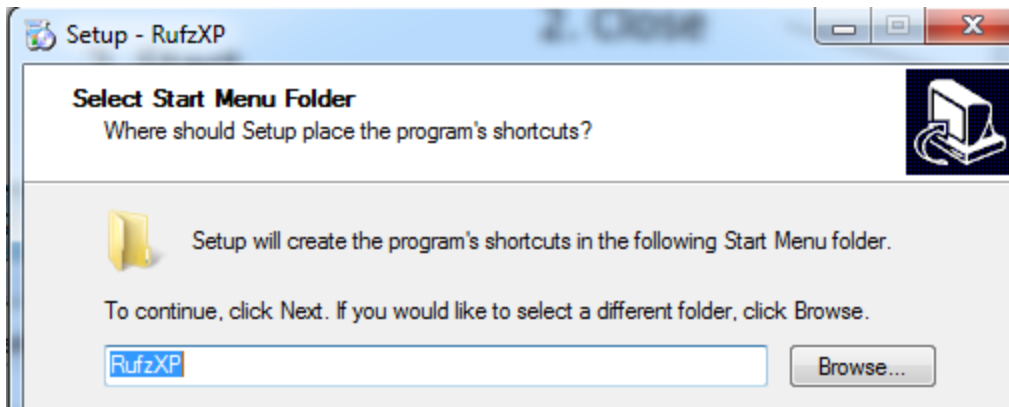 Setup - RufzXP
2. Close
Select Start Menu Folder
Where should Setup place the program's shortcuts?
Setup will create the program's shortcuts in the following Start Menu folder.
To continue, click Next. If you would like to select a different folder, click Browse.
RufzXP
Browse...